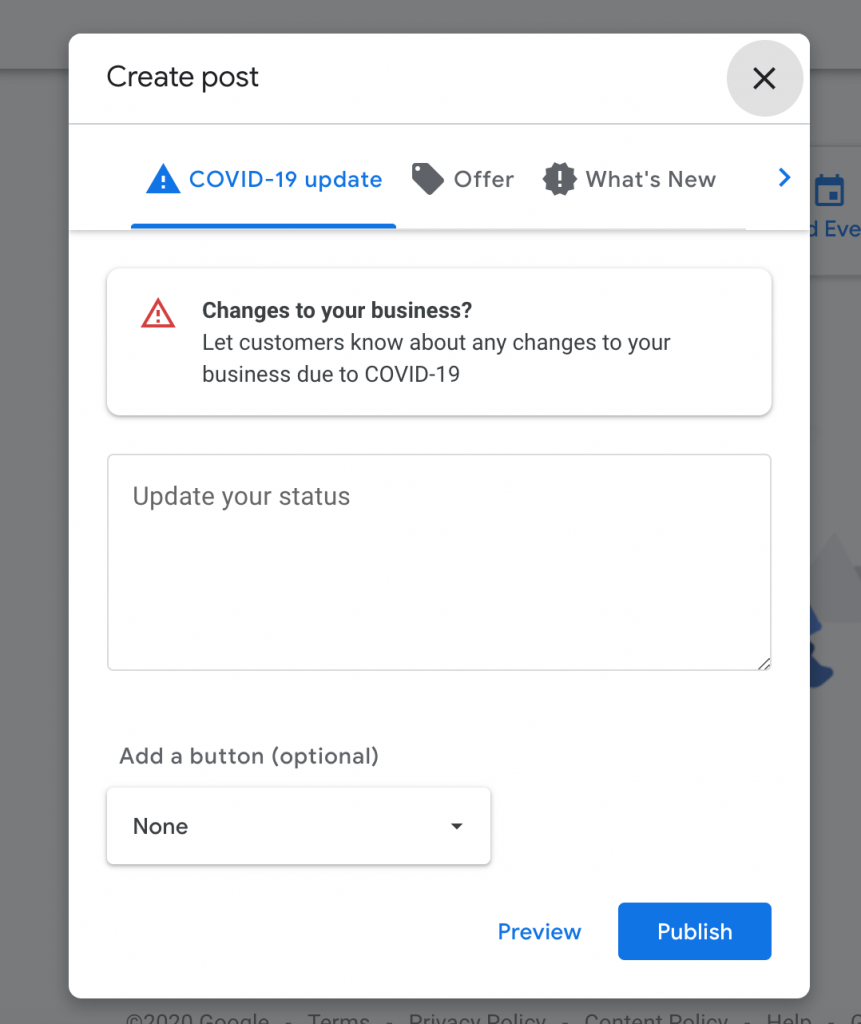 Create post
COVID-19 update Offer What's New
d Eve
Changes to your business?
Let customers know about any changes to your
business due to COVID-19
Update your status
Add a button (optional)
None
Preview Publish
©2020 Google - Terms - Privacy Policy - Content Policy - Help -